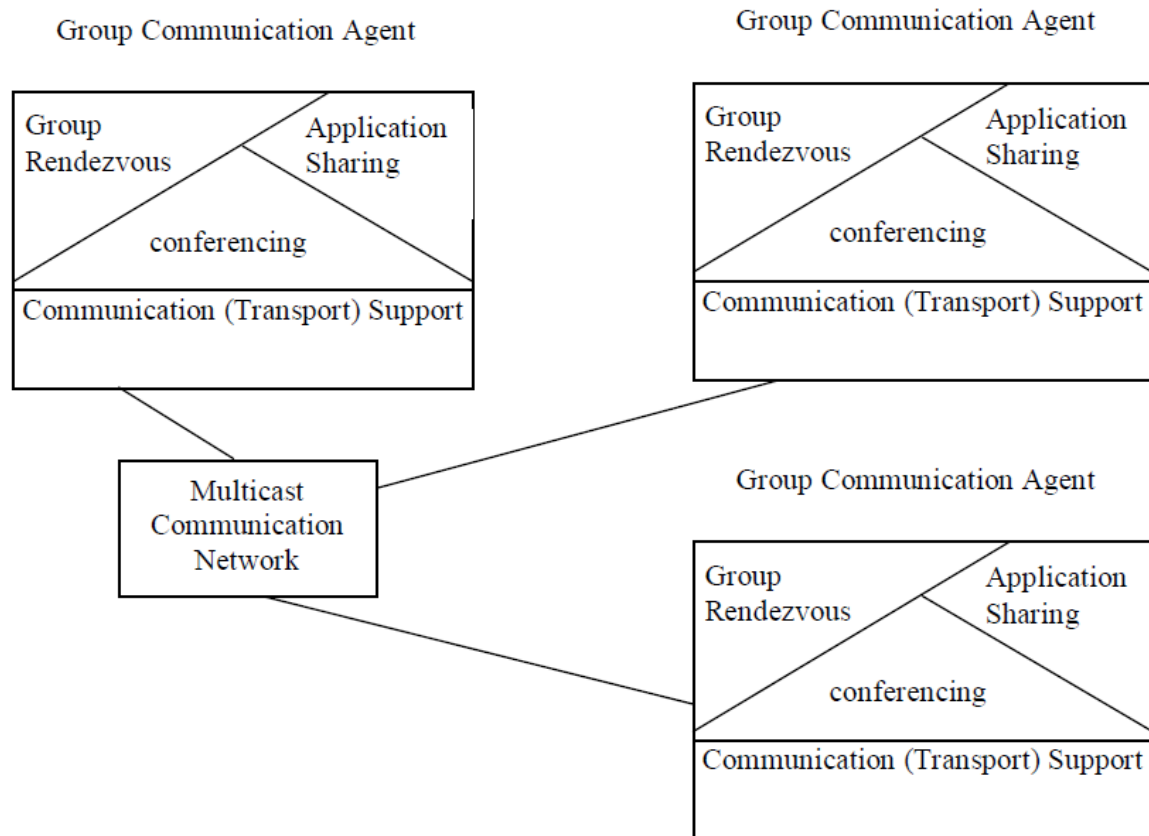 Group Communication Agent
Group
Rendezvous
Application
Sharing
conferencing
Communication (Transport) Support
Group Communication Agent
Group
Rendezvous
Application
Sharing
conferencing
Communication (Transport) Support
Multicast
Communication
Network
Group Communication Agent
Group
Rendezvous
Application
Sharing
conferencing
Communication (Transport) Support